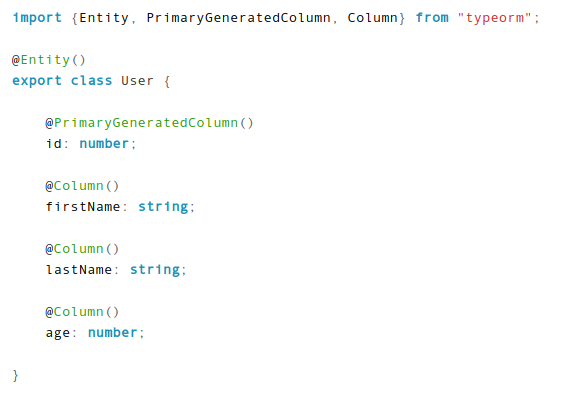 import {Entity, PrimaryGeneratedColumn, Column} from "typeorm";
@Entity()
export class User {
@PrimaryGeneratedColumn()
id: number;
@Column()
firstName: string;
@Column()
lastName: string;
@Column()
age: number;
}